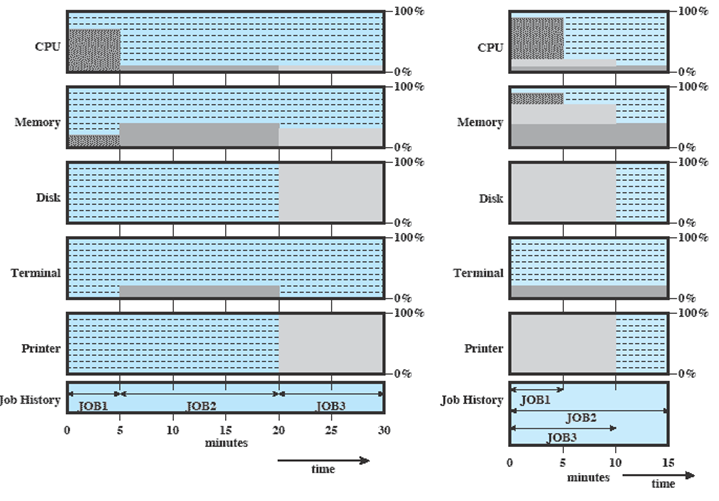 100%
CPU
0%
100%
Memory
0%
100%
Disk
0%
100%
Terminal
0%
100%
Printer
0%
Job History
JOB1
JOB2
JOB3
0 5 10 15 20 25 30
minutes
time
100%
CPU
0%
100%
Memory
0%
100%
Disk
0%
100%
Terminal
0%
100%
Printer
0%
Job History
JOB1
JOB2
JOB3
0 5 10 15
minutes
time